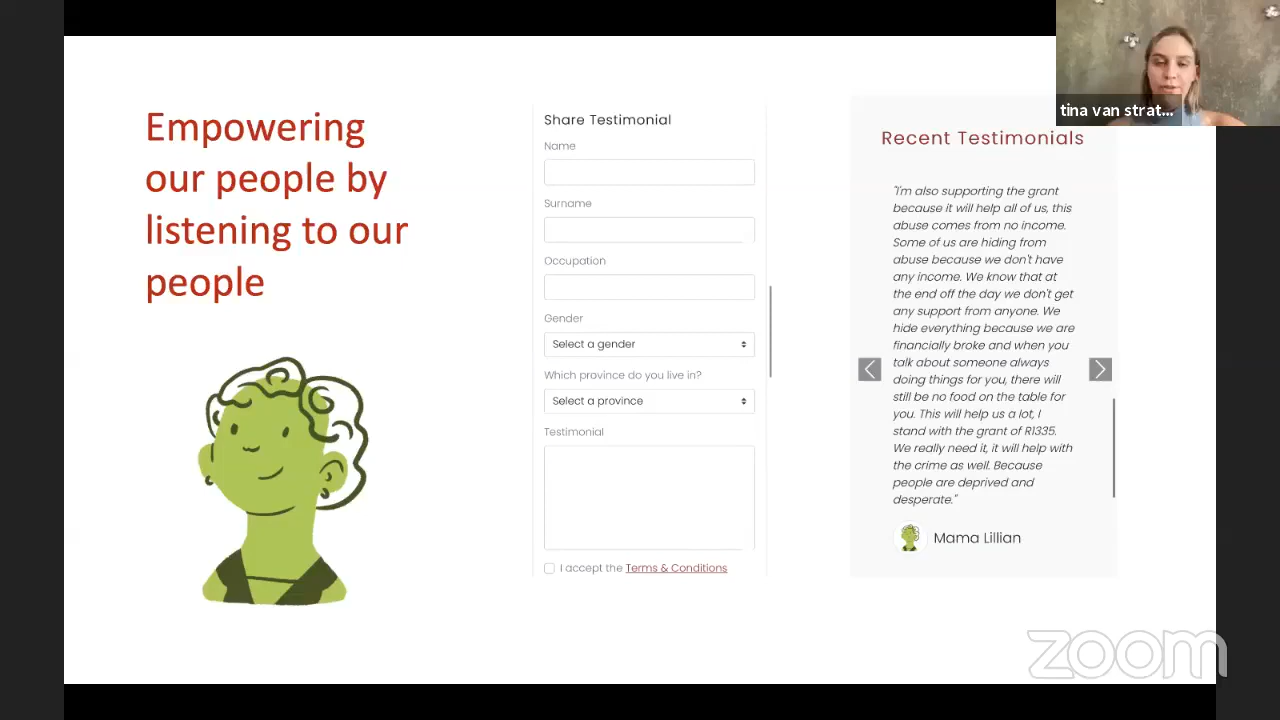 tina van strat...
Empowering
our people by
listening to our
people
Share Testimonial
Name
Surname
Occupation
Gender
Select a gender
Which province do you live in?
Select a province
Testimonial
I accept the Terms & Conditions
Recent Testimonials
"I'm also supporting the grant
because it will help all of us, this
abuse comes from no income.
Some of us are hiding from
abuse because we don't have
any income. We know that at
the end off the day we don't get
any support from anyone. We
hide everything because we are
financially broke and when you
talk about someone always
doing things for you, there will
still be no food on the table for
you. This will help us a lot, I
stand with the grant of R1335.
We really need it, it will help with
the crime as well. Because
people are deprived and
desperate."
Mama Lillian
zoom